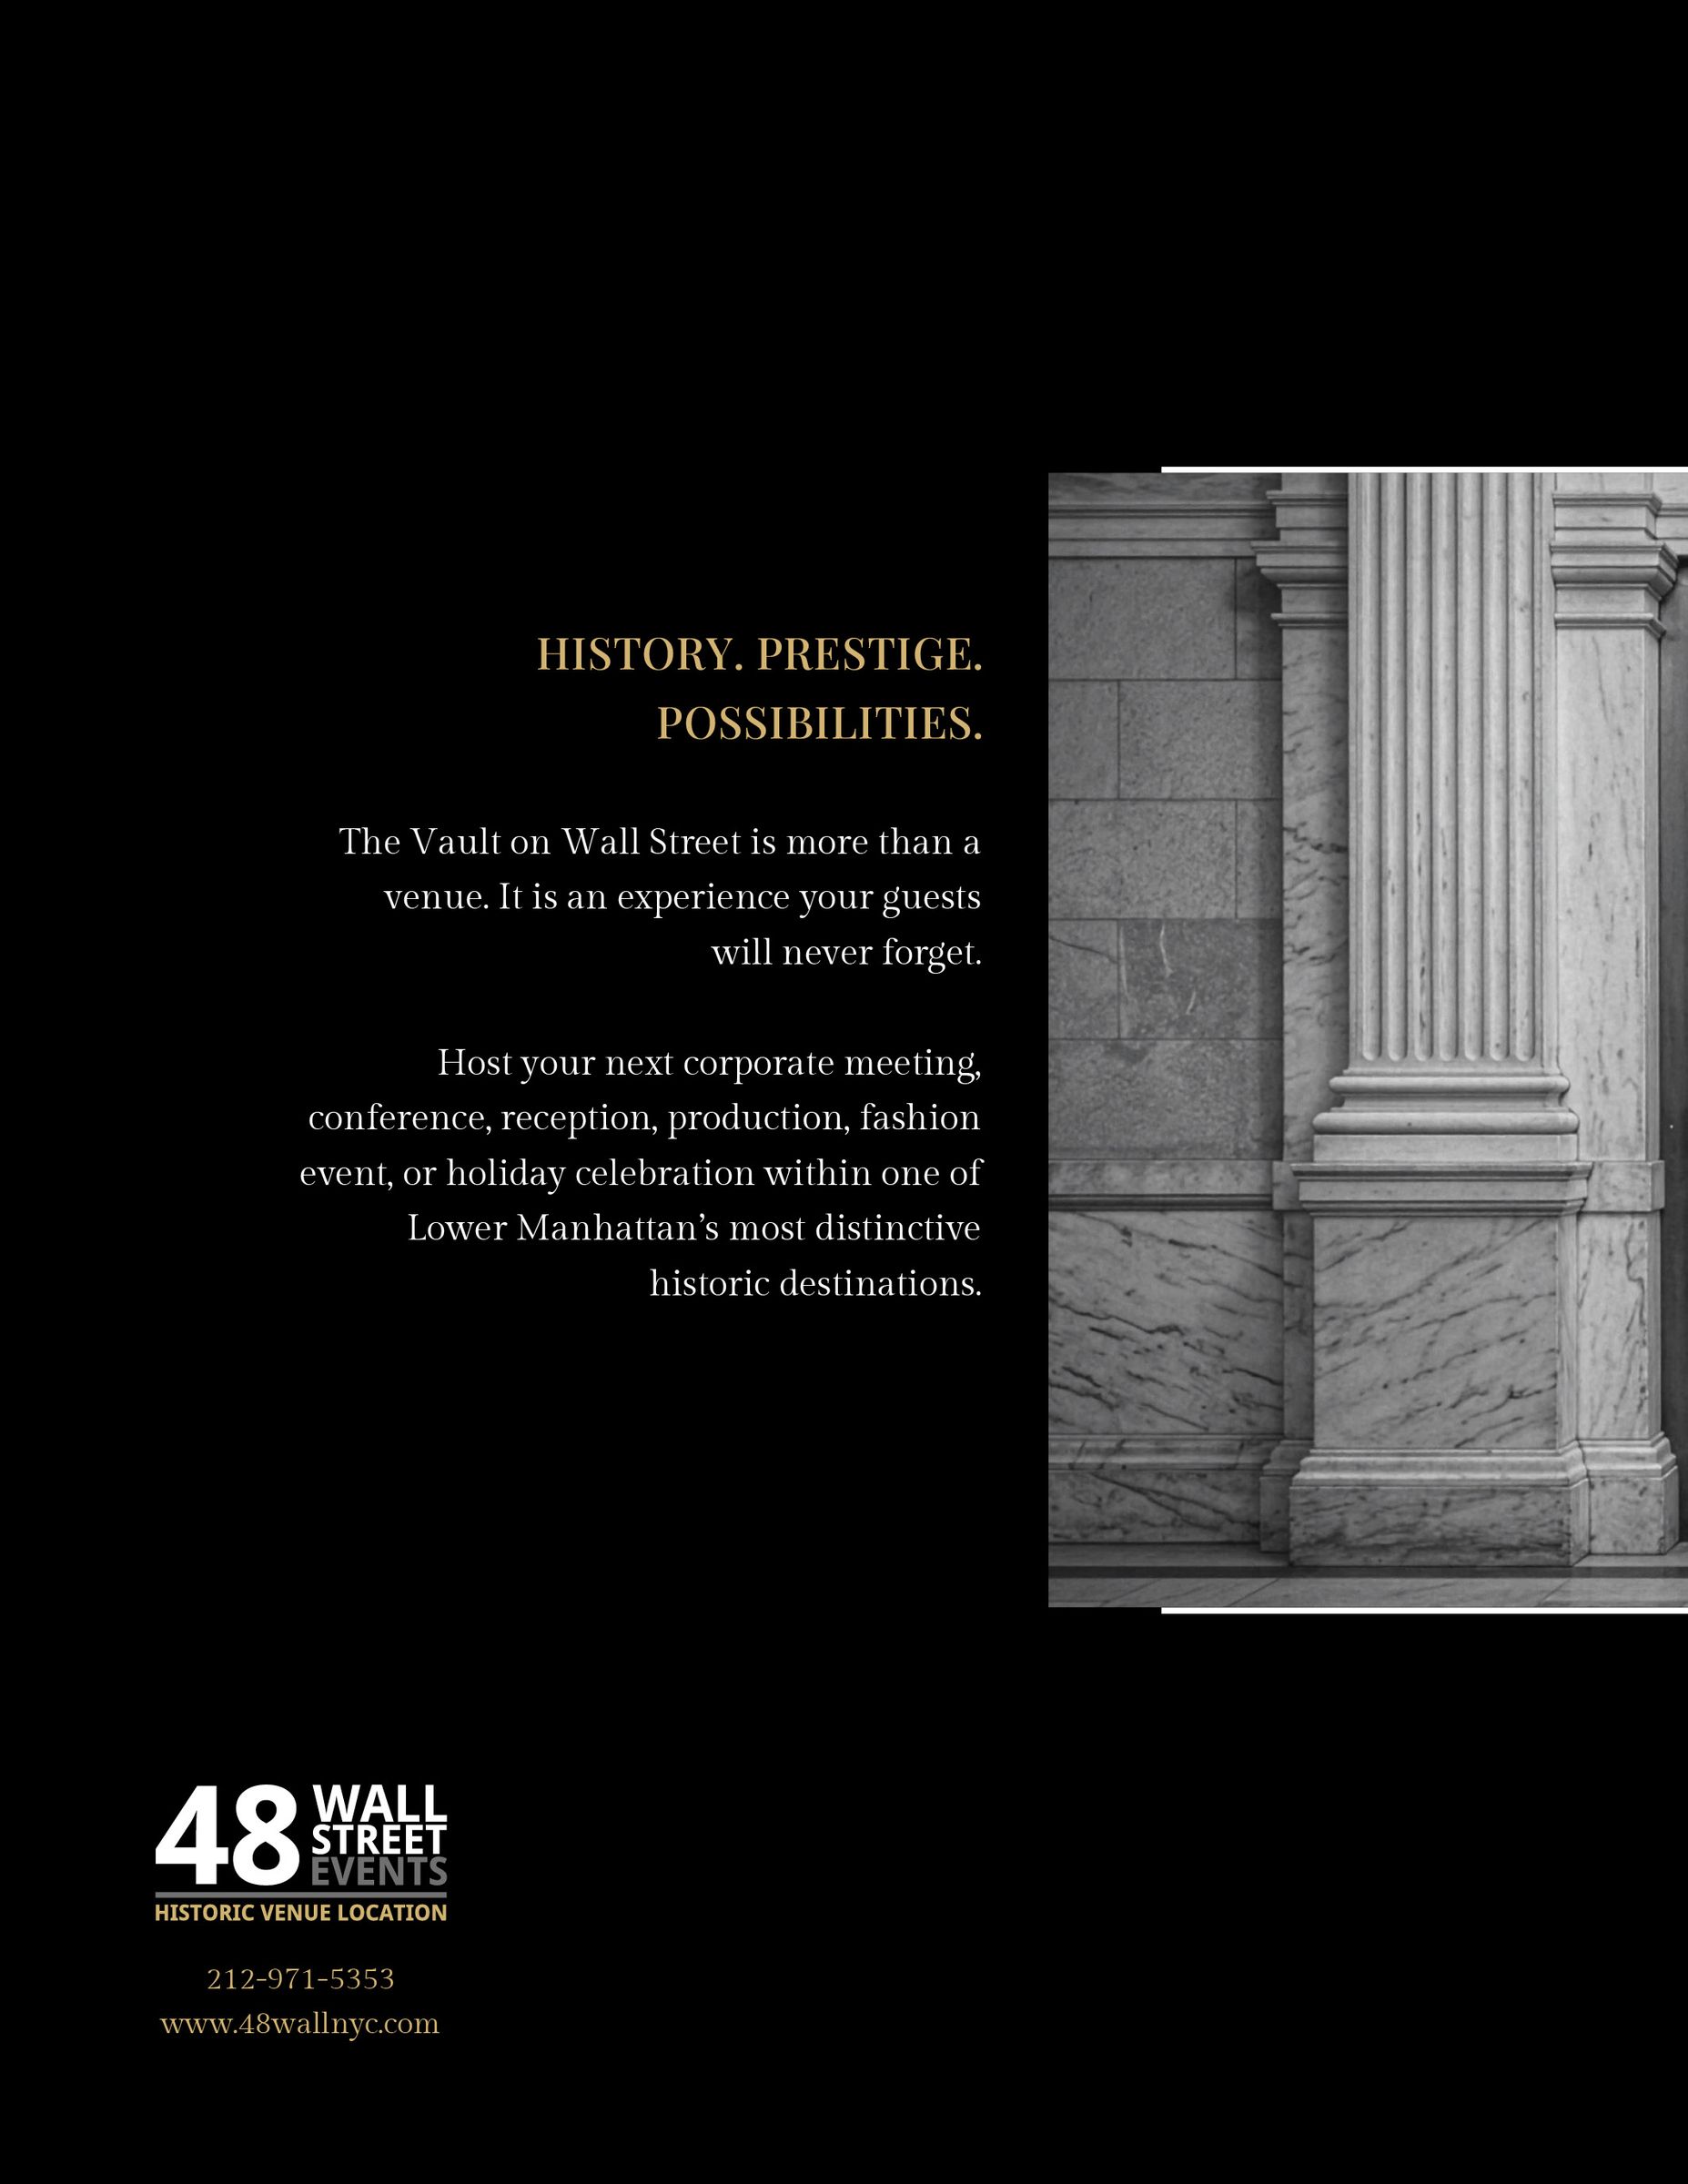 HISTORY. PRESTIGE.
POSSIBILITIES.
The Vault on Wall Street is more than a
venue. It is an experience your guests
will never forget.
Host your next corporate meeting,
conference, reception, production, fashion
event, or holiday celebration within one of
Lower Manhattan’s most distinctive
historic destinations.
48 WALL
STREET
EVENTS
HISTORIC VENUE LOCATION
212-971-5353
www.48wallnyc.com